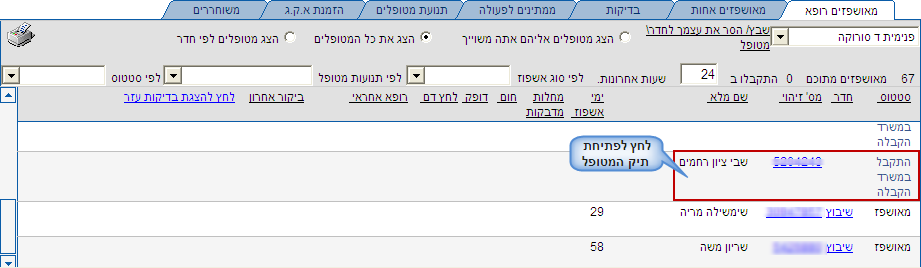 מאושפזים רופא
מאושפזים אחות
בדיקות
ממתינים לפעולה
תנועת מטופלים
הזמנת א.ק.ג
משוחררים
פנימית ד סורוקה
שבץ/ הסר את עצמך לחדר/
מטופל
הצג מטופלים אליהם אתה משוייך
הצג את כל המטופלים
הצג מטופלים לפי חדר
67 מאושפזים מתוכם 0 התקבלו ב 24 שעות אחרונות.
לפי סוג אשפוז
לפי תנועות מטופל
לפי סטטוס
סטטוס חדר מס' זיהוי שם מלא ימי מחלות חום לחץ דם דופק רופא אחראי ביקור אחרון לחץ להצגת בדיקות עזר
אשפוז מדבקות
במשרד
הקבלה
התקבל שבי ציון רחמים
במשרד
הקבלה
לחץ לפתיחת
תיק המטופל
מאושפז שיבוץ שימשילה מריה 29
מאושפז שיבוץ שריון משה 58